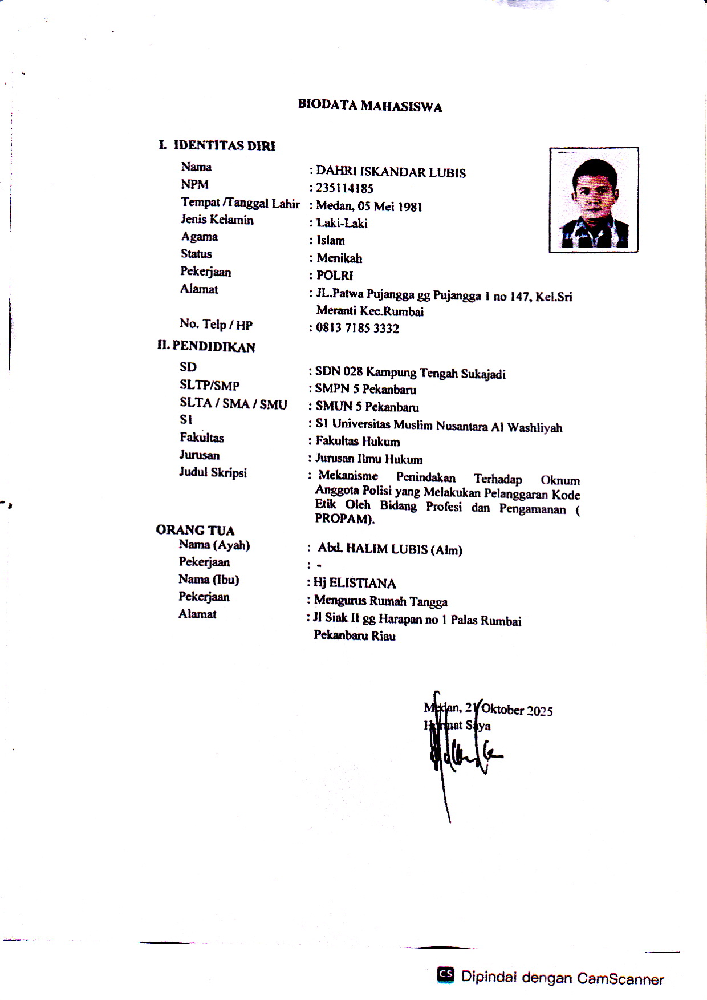 BIODATA MAHASISWA
I. IDENTITAS DIRI
Nama : DAHRI ISKANDAR LUBIS
NPM : 235114185
Tempat /Tanggal Lahir : Medan, 05 Mei 1981
Jenis Kelamin : Laki-Laki
Agama : Islam
Status : Menikah
Pekerjaan : POLRI
Alamat : JL.Patwa Pujangga gg Pujangga 1 no 147, Kel.Sri
Meranti Kec.Rumbai
No. Telp / HP : 0813 7185 3332
II. PENDIDIKAN
SD : SDN 028 Kampung Tengah Sukajadi
SLTP/SMP : SMPN 5 Pekanbaru
SLTA / SMA / SMU : SMUN 5 Pekanbaru
S1 : S1 Universitas Muslim Nusantara Al Washliyah
Fakultas : Fakultas Hukum
Jurusan : Jurusan Ilmu Hukum
Judul Skripsi : Mekanisme Penindakan Terhadap Oknum
Anggota Polisi yang Melakukan Pelanggaran Kode
Etik Oleh Bidang Profesi dan Pengamanan (
PROPAM).
ORANG TUA
Nama (Ayah) : Abd. HALIM LUBIS (Alm)
Pekerjaan : -
Nama (Ibu) : Hj ELISTIANA
Pekerjaan : Mengurus Rumah Tangga
Alamat : Jl Siak II gg Harapan no 1 Palas Rumbai
Pekanbaru Riau
Medan, 21 Oktober 2025
Hormat Saya
CS Dipindai dengan CamScanner